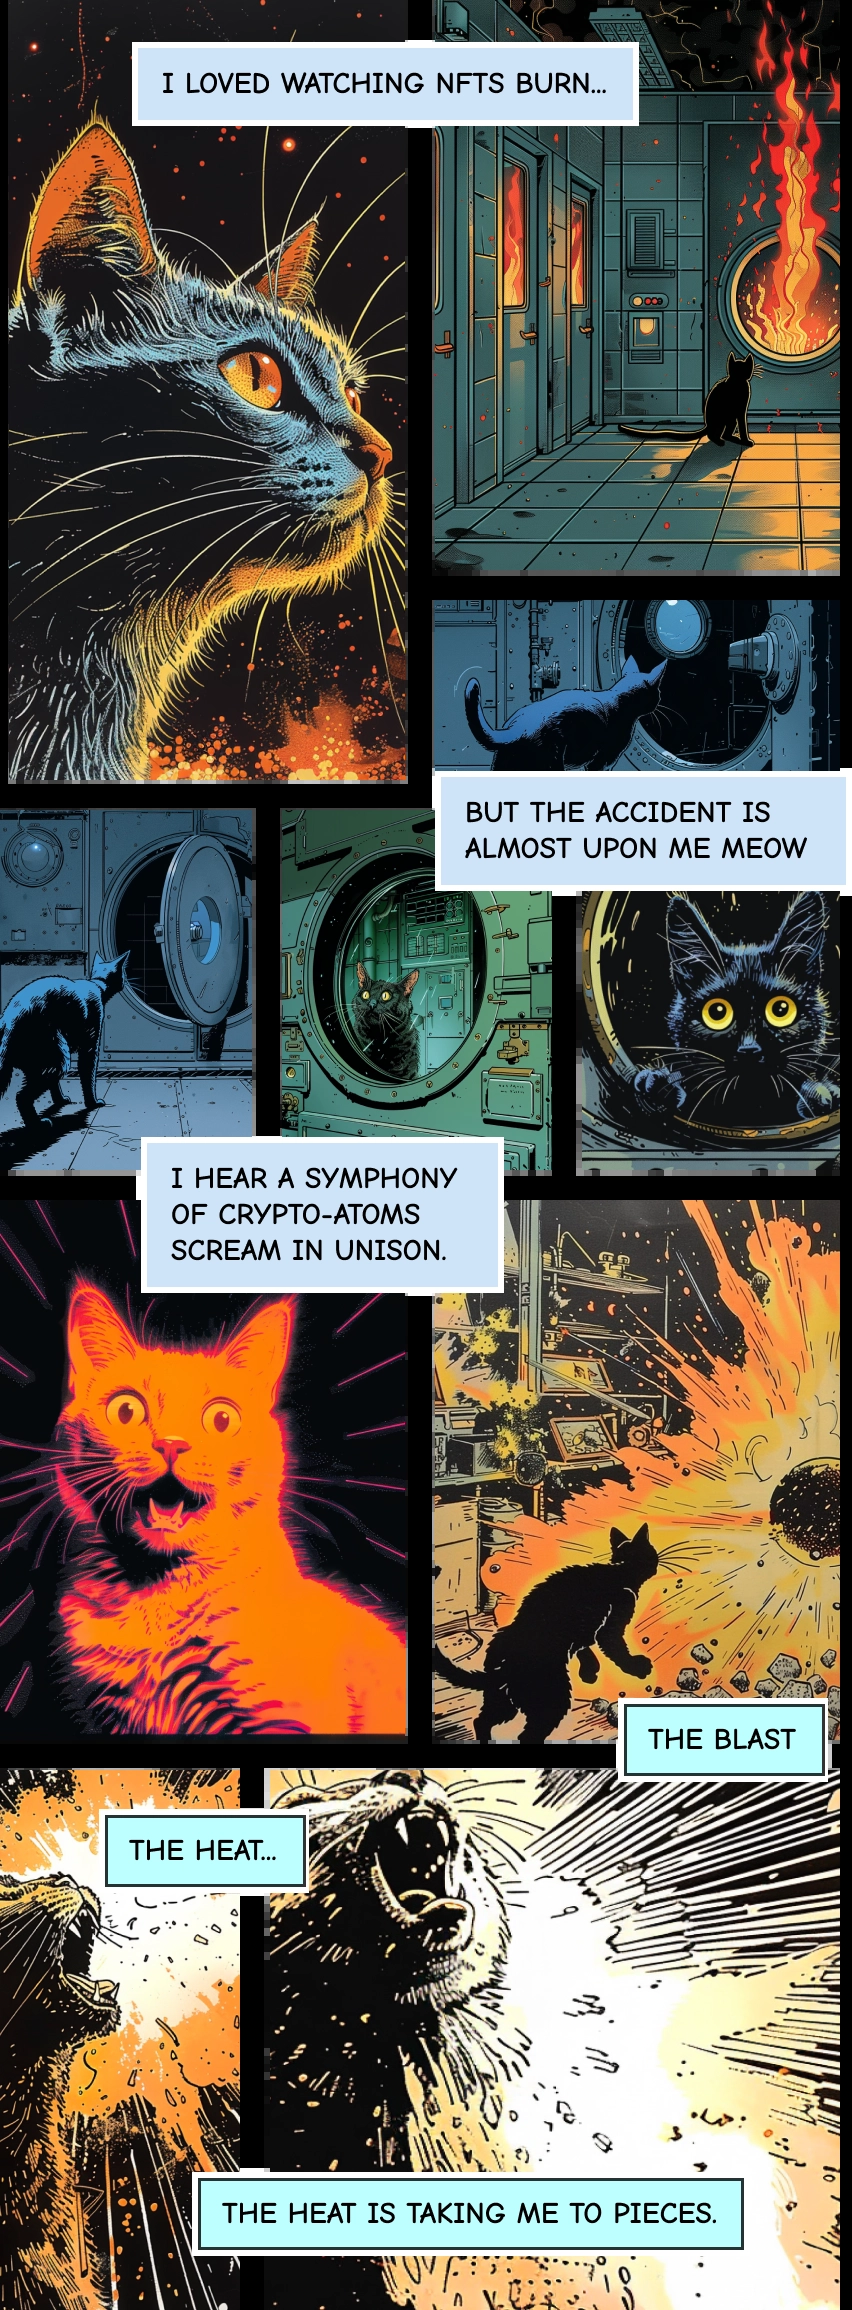 I LOVED WATCHING NFTS BURN...
BUT THE ACCIDENT IS
ALMOST UPON ME MEOW
I HEAR A SYMPHONY
OF CRYPTO-ATOMS
SCREAM IN UNISON.
THE BLAST
THE HEAT...
THE HEAT IS TAKING ME TO PIECES.